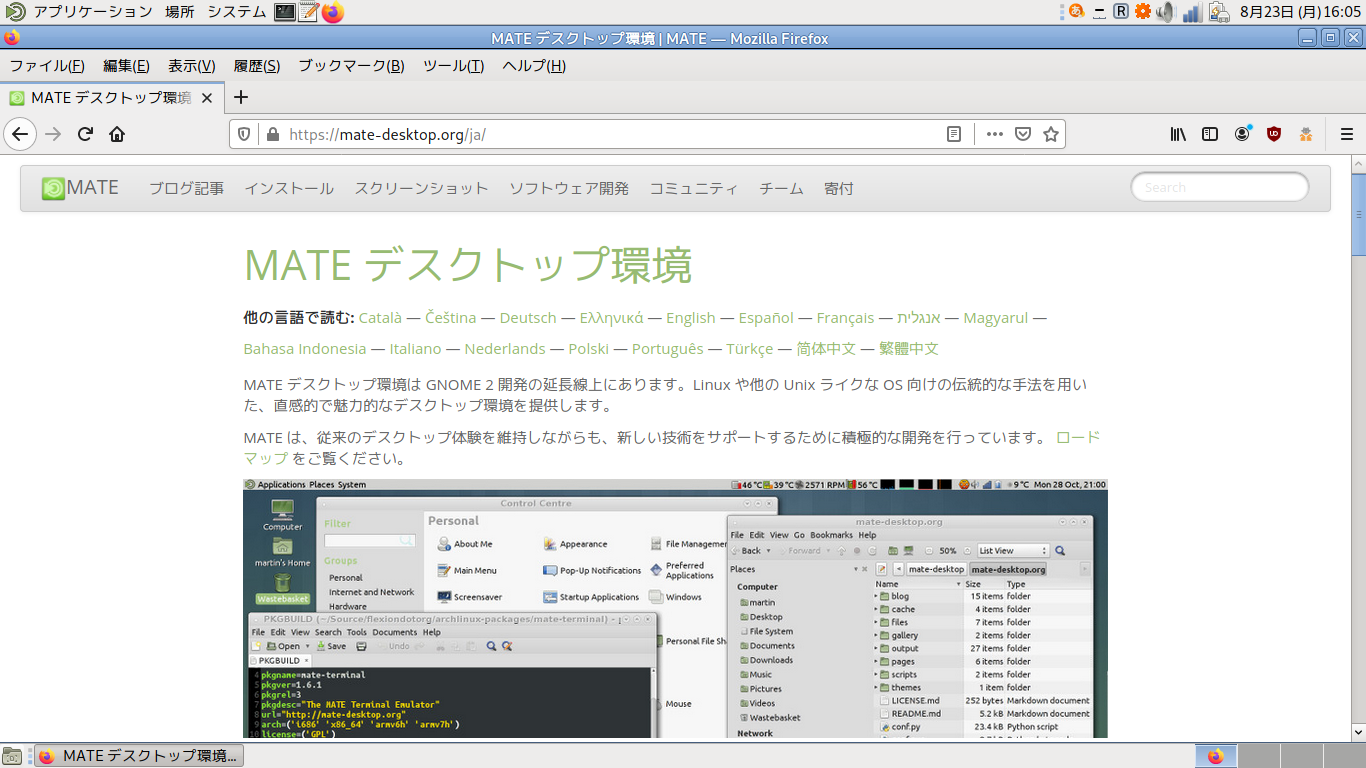 アプリケーション 場所 システム
8月23日 (月) 16:05
MATE デスクトップ環境 | MATE — Mozilla Firefox
ファイル(F) 編集(E) 表示(V) 履歴(S) ブックマーク(B) ツール(T) ヘルプ(H)
MATE デスクトップ環境
https://mate-desktop.org/ja/
MATE ブログ記事 インストール スクリーンショット ソフトウェア開発 コミュニティ チーム 寄付 Search
MATE デスクトップ環境
他の言語で読む: Català — Čeština — Deutsch — Ελληνικά — English — Español — Français — אנגלית — Magyarul —
Bahasa Indonesia — Italiano — Nederlands — Polski — Português — Türkçe — 简体中文 — 繁體中文
MATE デスクトップ環境は GNOME 2 開発の延長線上にあります。Linux や他の Unix ライクな OS 向けの伝統的な手法を用い
た、直感的で魅力的なデスクトップ環境を提供します。
MATE は、従来のデスクトップ体験を維持しながらも、新しい技術をサポートするために積極的な開発を行っています。 ロード
マップ をご覧ください。
Applications Places System 46 °C 39 °C 2571 RPM 56 °C 9 °C Mon 28 Oct, 21:00
Computer
martin's Home
Wastebasket
Control Centre
Filter
Groups
Personal
Internet and Network
Hardware
Personal
About Me Appearance File Management
Main Menu Pop-Up Notifications Preferred Applications
Screensaver Startup Applications Windows
Personal File Sh
Mouse
mate-desktop.org
File Edit View Go Bookmarks Help
Back Forward 50% List View
Places mate-desktop mate-desktop.org
Computer
martin
Desktop
File System
Documents
Downloads
Music
Pictures
Videos
Wastebasket
Network
Name Size Type
blog 15 items folder
cache 4 items folder
files 7 items folder
gallery 2 items folder
output 27 items folder
pages 6 items folder
scripts 2 items folder
themes 1 item folder
LICENSE.md 252 bytes Markdown document
README.md 5.2 kB Markdown document
conf.py 23.4 kB Python script
PKGBUILD (~/Source/flexiondotorg/archlinux-packages/mate-terminal) -
File Edit View Search Tools Documents Help
Open Save Undo
PKGBUILD
4 pkgname=mate-terminal
5 pkgver=1.6.1
6 pkgrel=3
7 pkgdesc="The MATE Terminal Emulator"
8 url="http://mate-desktop.org"
9 arch=('i686' 'x86_64' 'armv6h' 'armv7h')
10 license=('GPL')
MATE デスクトップ環境...